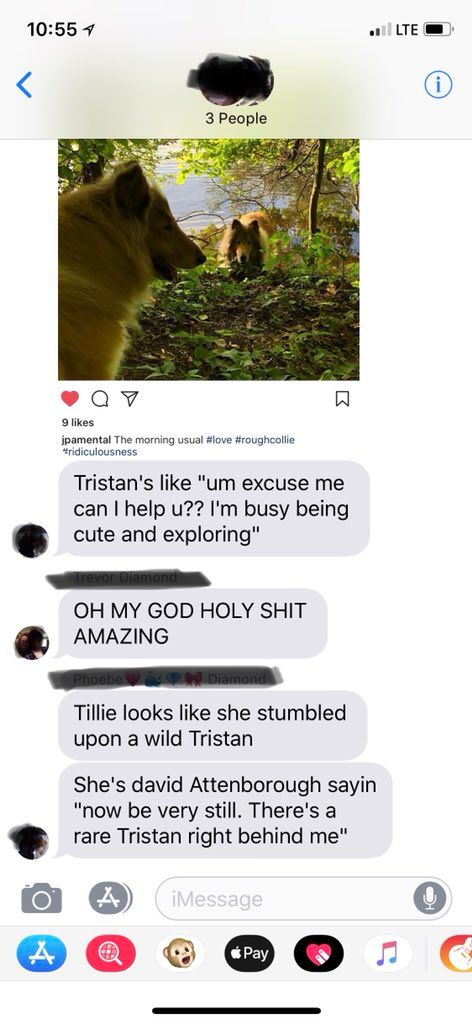 10:55
LTE
3 People
9 likes
jpamental The morning usual #love #roughcollie
#ridiculousness
Tristan's like "um excuse me
can I help u?? I'm busy being
cute and exploring"
Trevor Diamond
OH MY GOD HOLY SHIT
AMAZING
Phoebe💗🐳💎🎀 Diamond
Tillie looks like she stumbled
upon a wild Tristan
She's david Attenborough sayin
"now be very still. There's a
rare Tristan right behind me"
iMessage
Pay